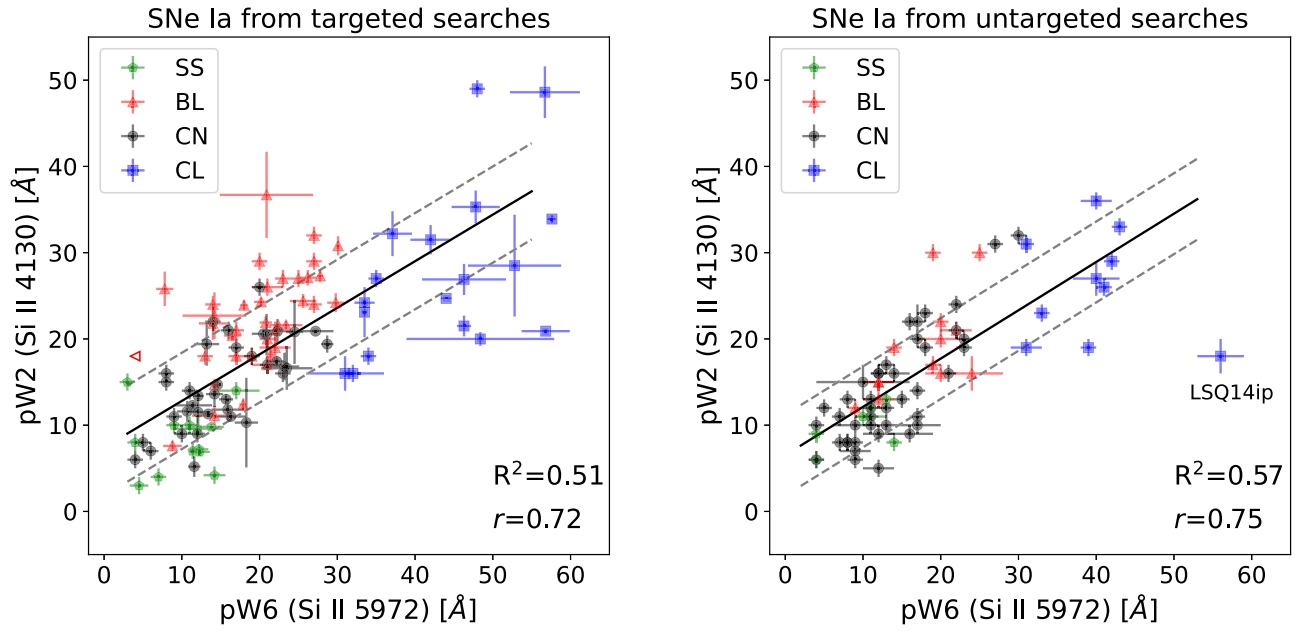 SNe Ia from targeted searches
SS
BL
CN
CL
50
40
30
20
10
0
pW2 (Si II 4130) [Å]
R²=0.51
r=0.72
0 10 20 30 40 50 60
pW6 (Si II 5972) [Å]
SNe Ia from untargeted searches
SS
BL
CN
CL
50
40
30
20
10
0
pW2 (Si II 4130) [Å]
LSQ14ip
R²=0.57
r=0.75
0 10 20 30 40 50 60
pW6 (Si II 5972) [Å]